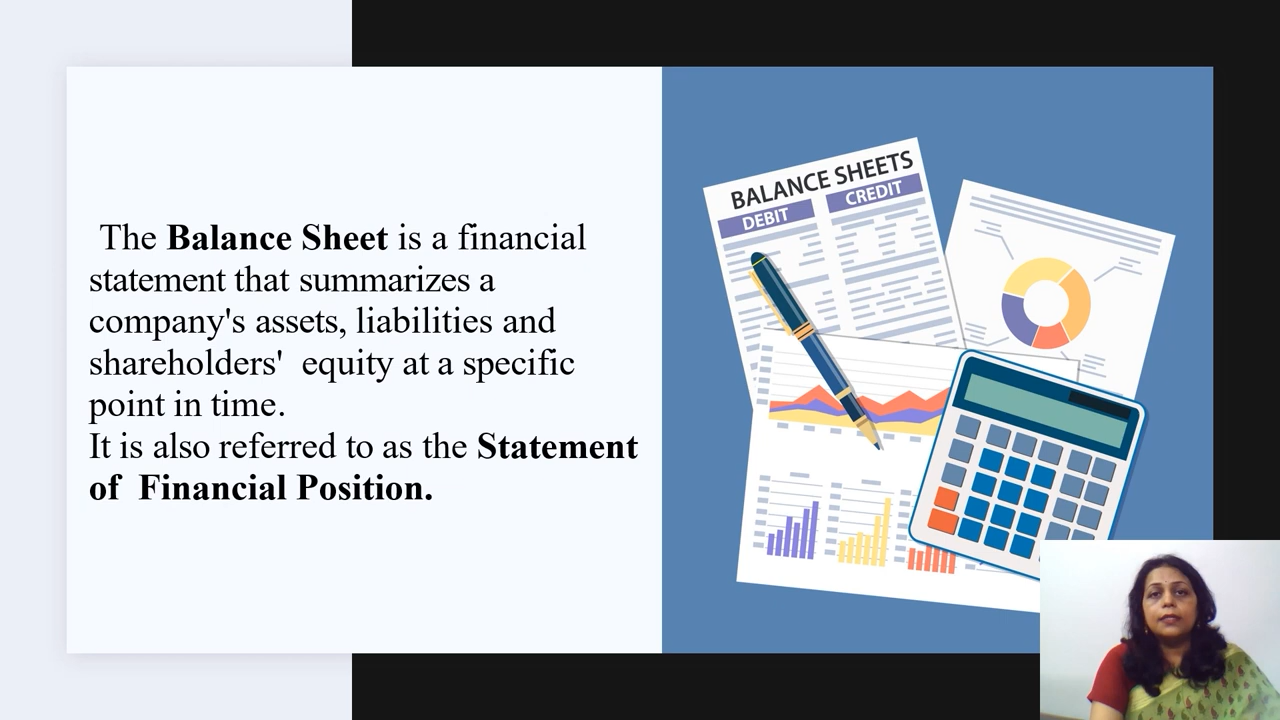 The Balance Sheet is a financial
statement that summarizes a
company's assets, liabilities and
shareholders'  equity at a specific
point in time.
It is also referred to as the Statement
of  Financial Position.
BALANCE SHEETS
DEBIT
CREDIT